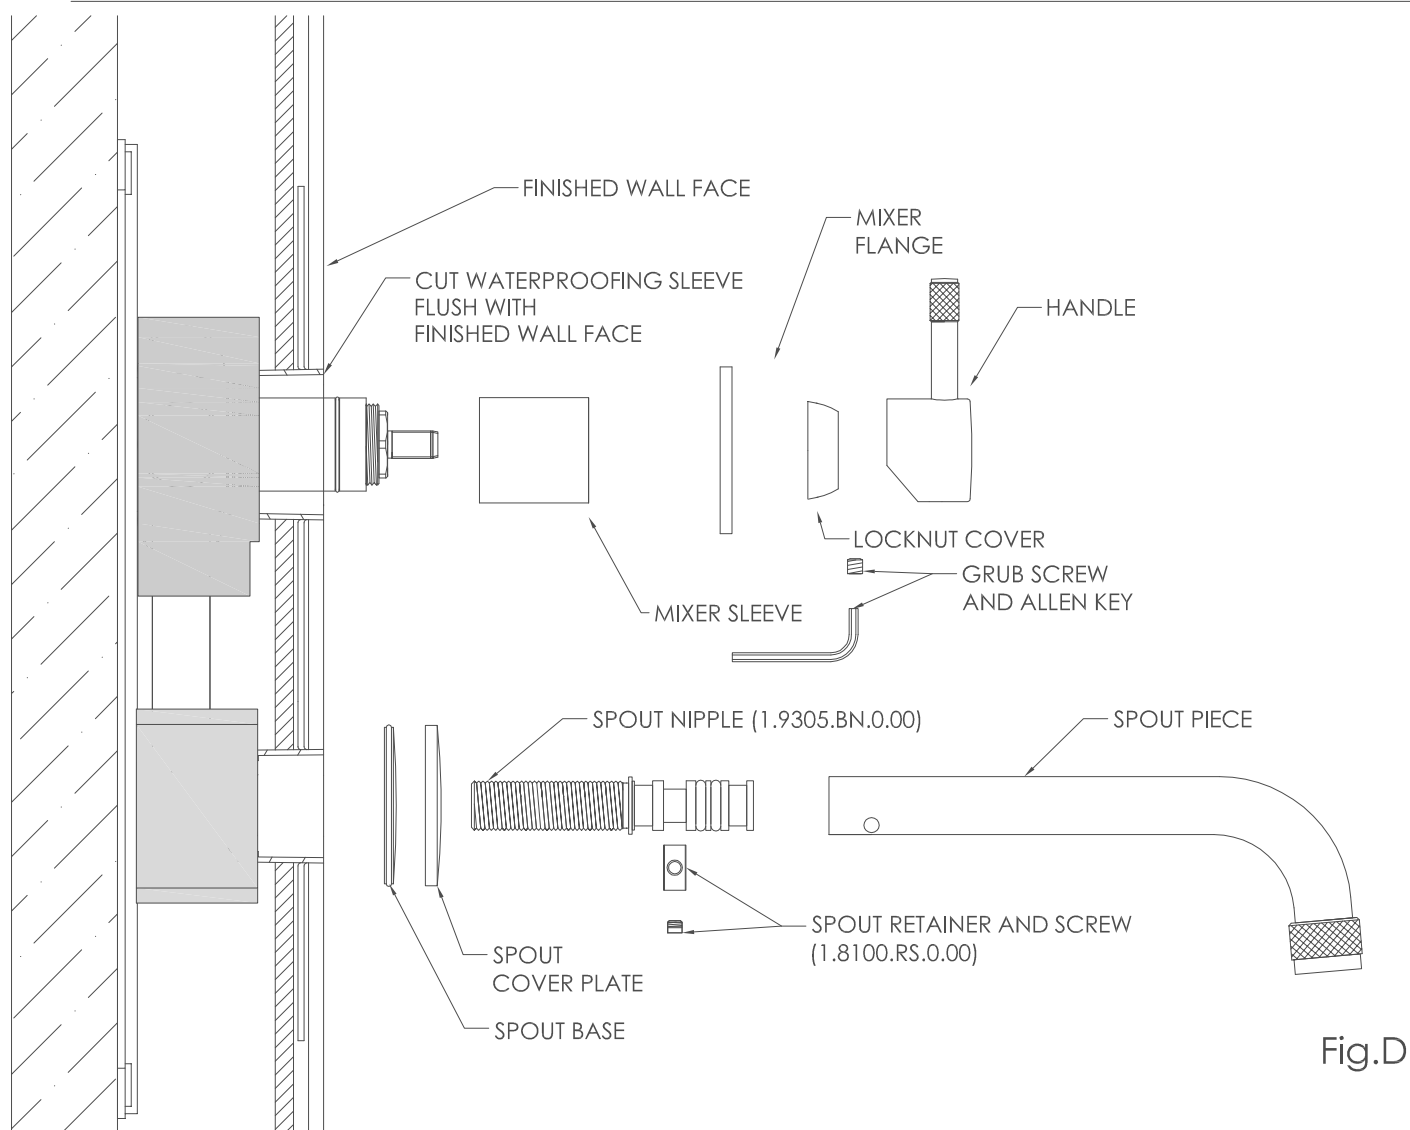 FINISHED WALL FACE
MIXER
FLANGE
CUT WATERPROOFING SLEEVE
FLUSH WITH
FINISHED WALL FACE
HANDLE
LOCKNUT COVER
GRUB SCREW
AND ALLEN KEY
MIXER SLEEVE
SPOUT NIPPLE (1.9305.BN.0.00)
SPOUT PIECE
SPOUT RETAINER AND SCREW
(1.8100.RS.0.00)
SPOUT
COVER PLATE
SPOUT BASE
Fig.D